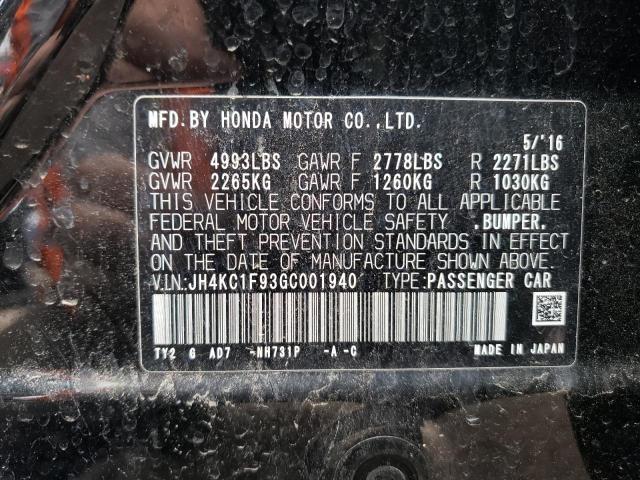 MFD.BY HONDA MOTOR CO.,LTD.
5/'16
GVWR 4993LBS GAWR F 2778LBS R 2271LBS
GVWR 2265KG GAWR F 1260KG R 1030KG
THIS VEHICLE CONFORMS TO ALL APPLICABLE
FEDERAL MOTOR VEHICLE SAFETY .BUMPER.
AND THEFT PREVENTION STANDARDS IN EFFECT
ON THE DATE OF MANUFACTURE SHOWN ABOVE.
V.IN:JH4KC1F93GC001940 TYPE:PASSENGER CAR
TY2 G AD7 -NH731P -A -C MADE IN JAPAN